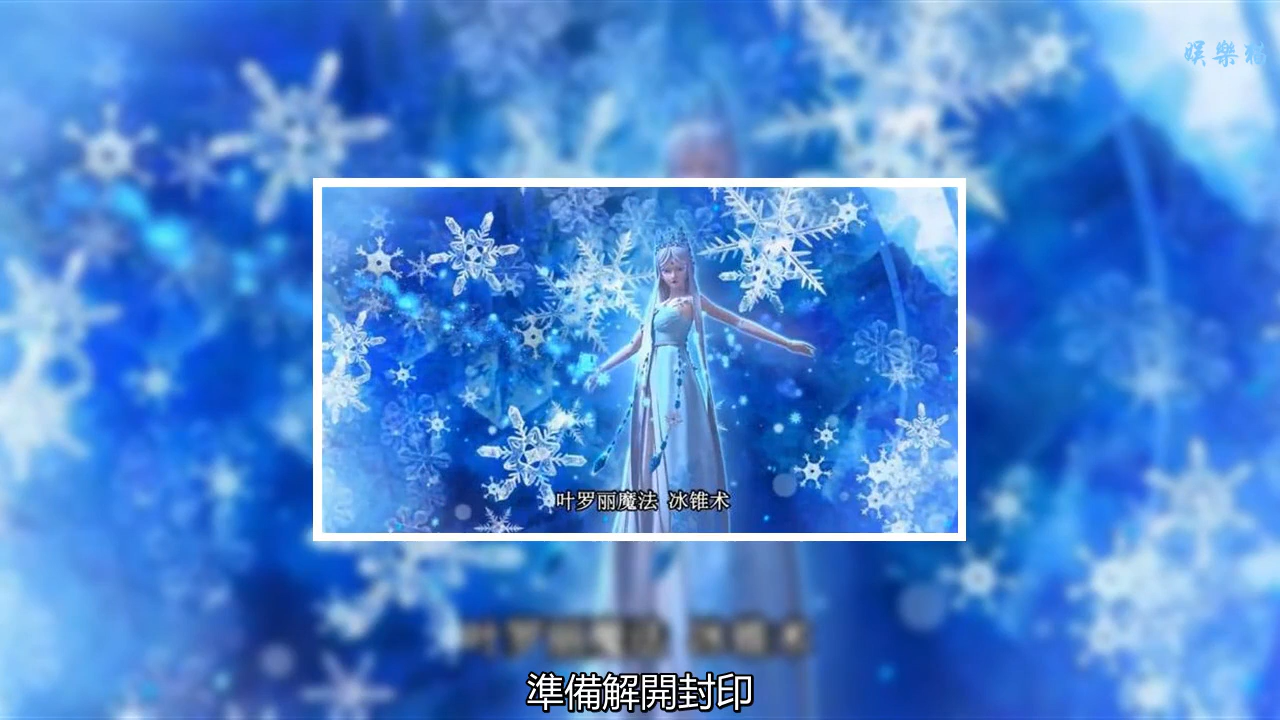 娱樂猫
叶罗丽魔法 冰锥术
準備解開封印